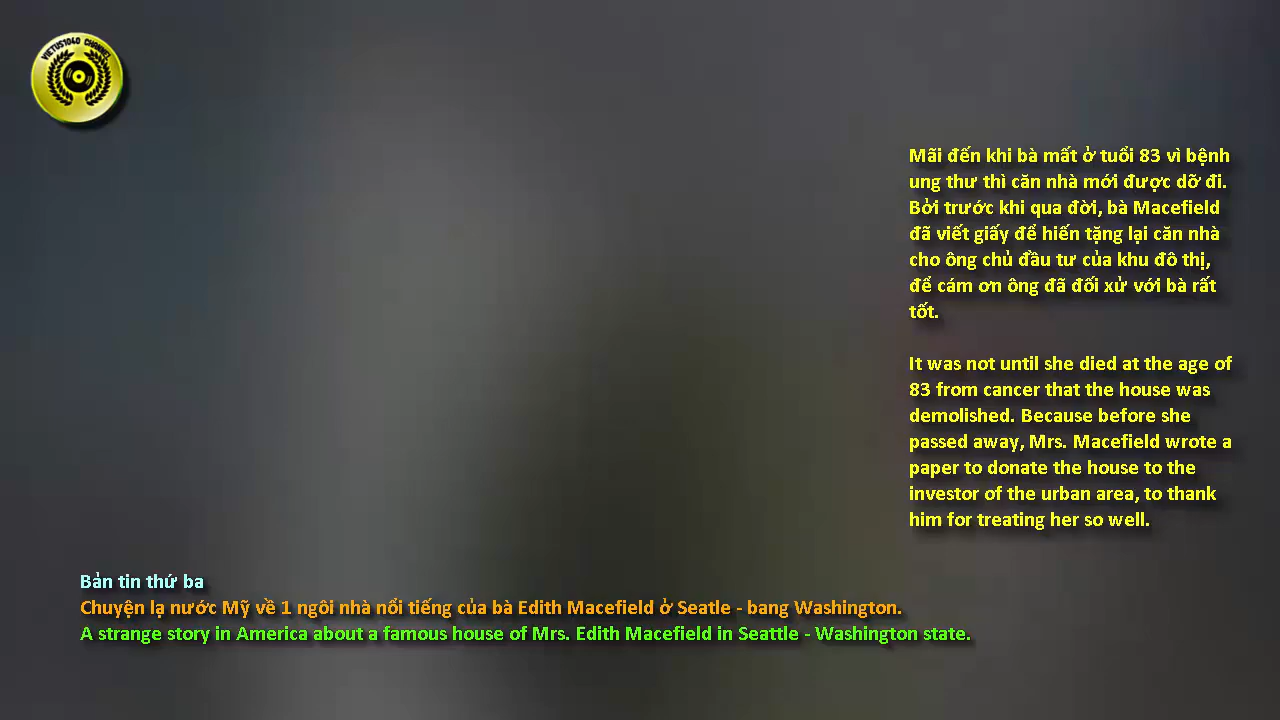 VIETUS1040 CHANNEL
Mãi đến khi bà mất ở tuổi 83 vì bệnh
ung thư thì căn nhà mới được dỡ đi.
Bởi trước khi qua đời, bà Macefield
đã viết giấy để hiến tặng lại căn nhà
cho ông chủ đầu tư của khu đô thị,
để cám ơn ông đã đối xử với bà rất
tốt.
It was not until she died at the age of
83 from cancer that the house was
demolished. Because before she
passed away, Mrs. Macefield wrote a
paper to donate the house to the
investor of the urban area, to thank
him for treating her so well.
Bản tin thứ ba
Chuyện lạ nước Mỹ về 1 ngôi nhà nổi tiếng của bà Edith Macefield ở Seatle - bang Washington.
A strange story in America about a famous house of Mrs. Edith Macefield in Seattle - Washington state.